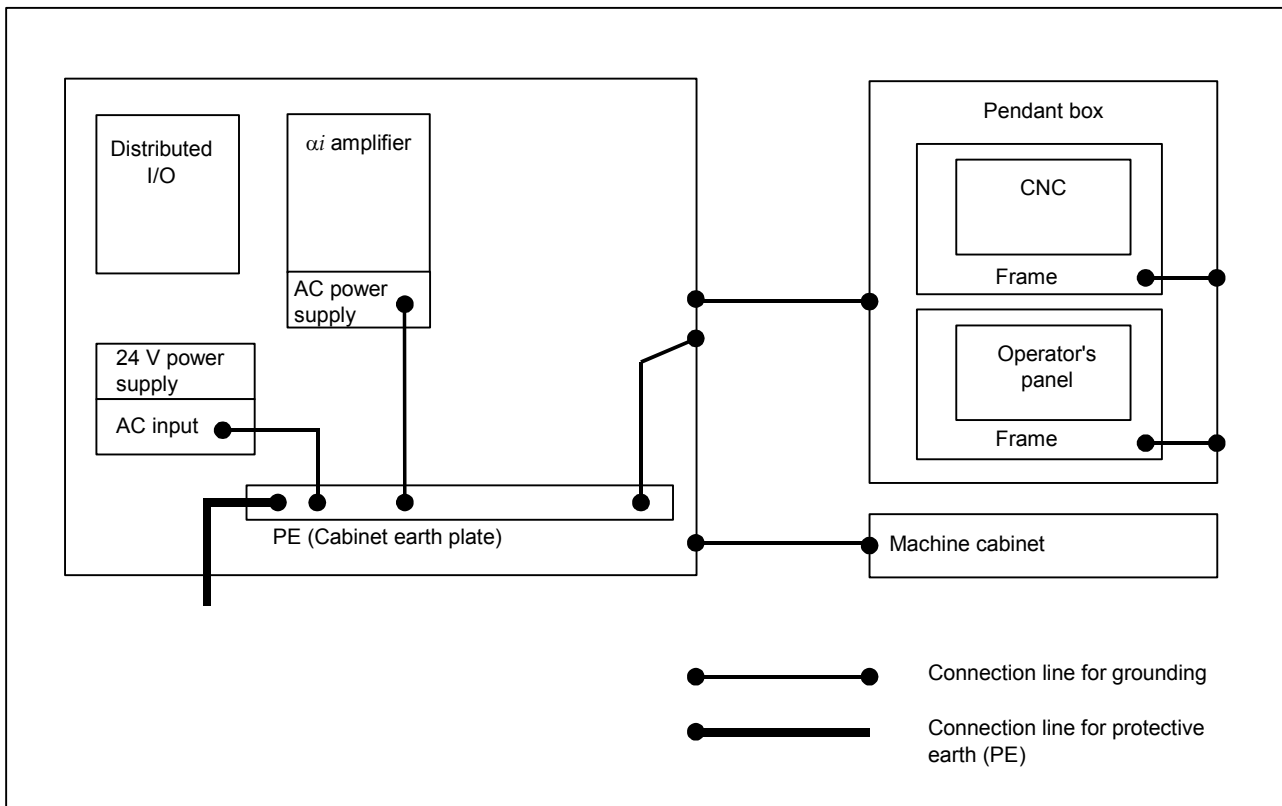 Distributed
I/O
αi amplifier
AC power
supply
24 V power
supply
AC input
PE (Cabinet earth plate)
Pendant box
CNC
Frame
Operator's
panel
Frame
Machine cabinet
Connection line for grounding
Connection line for protective
earth (PE)